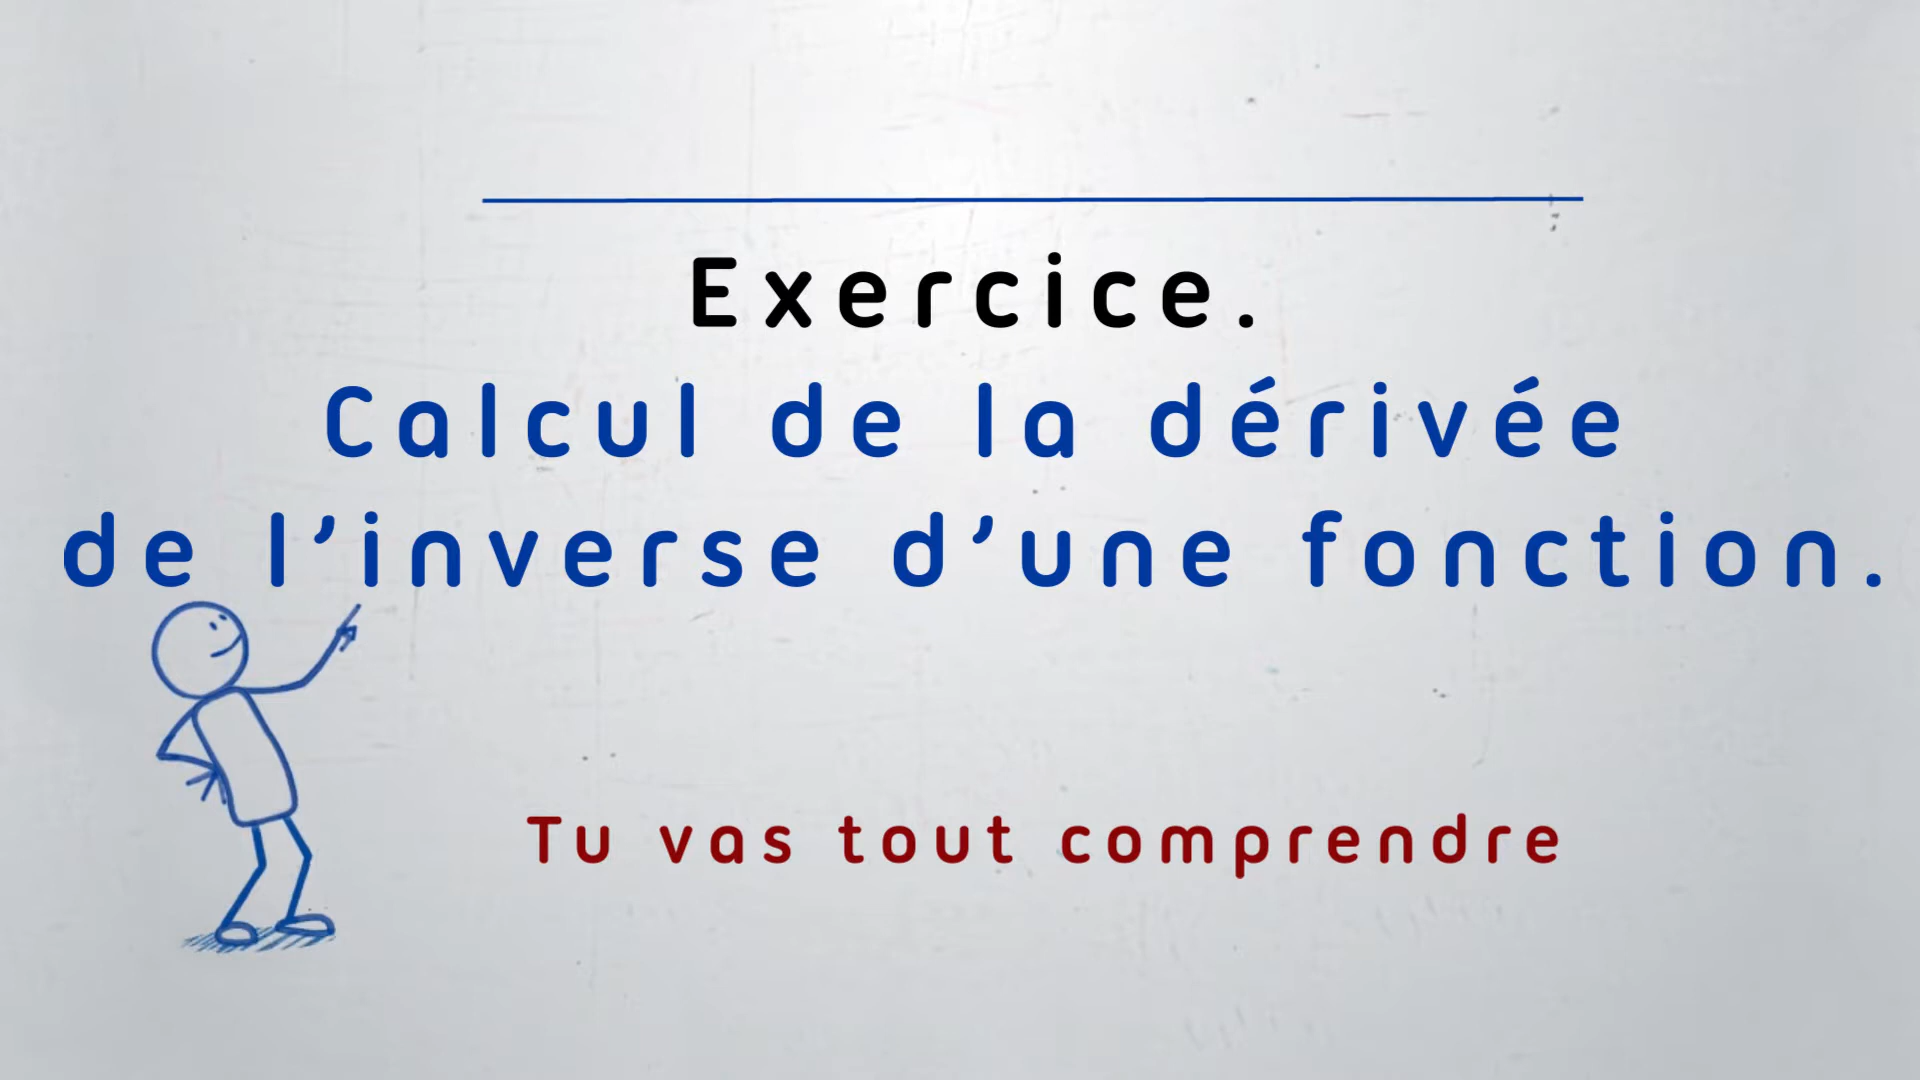 Exercice.
Calcul de la dérivée
de l’inverse d’une fonction.
Tu vas tout comprendre